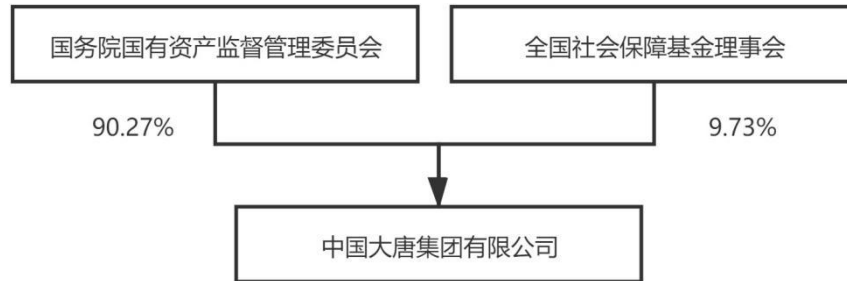 国务院国有资产监督管理委员会
全国社会保障基金理事会
90.27%
9.73%
中国大唐集团有限公司